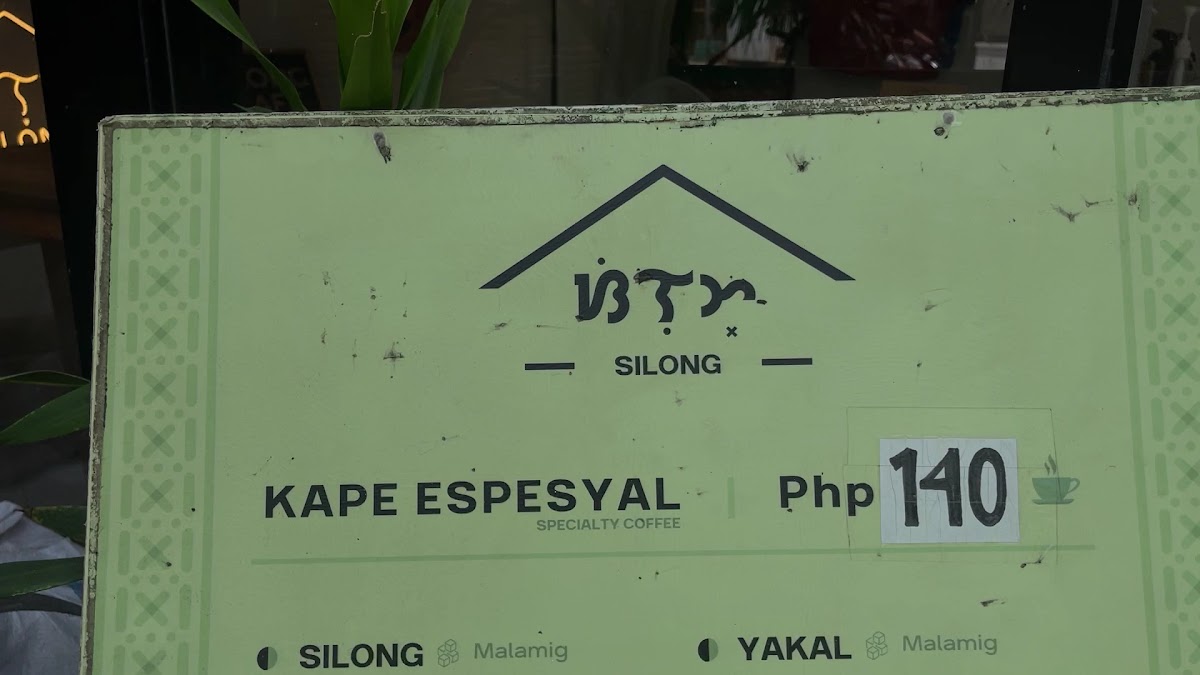 ᜐᜒᜎᜓᜅ᜔
SILONG
KAPE ESPESYAL Php 140
SPECIALTY COFFEE
SILONG Malamig YAKAL Malamig